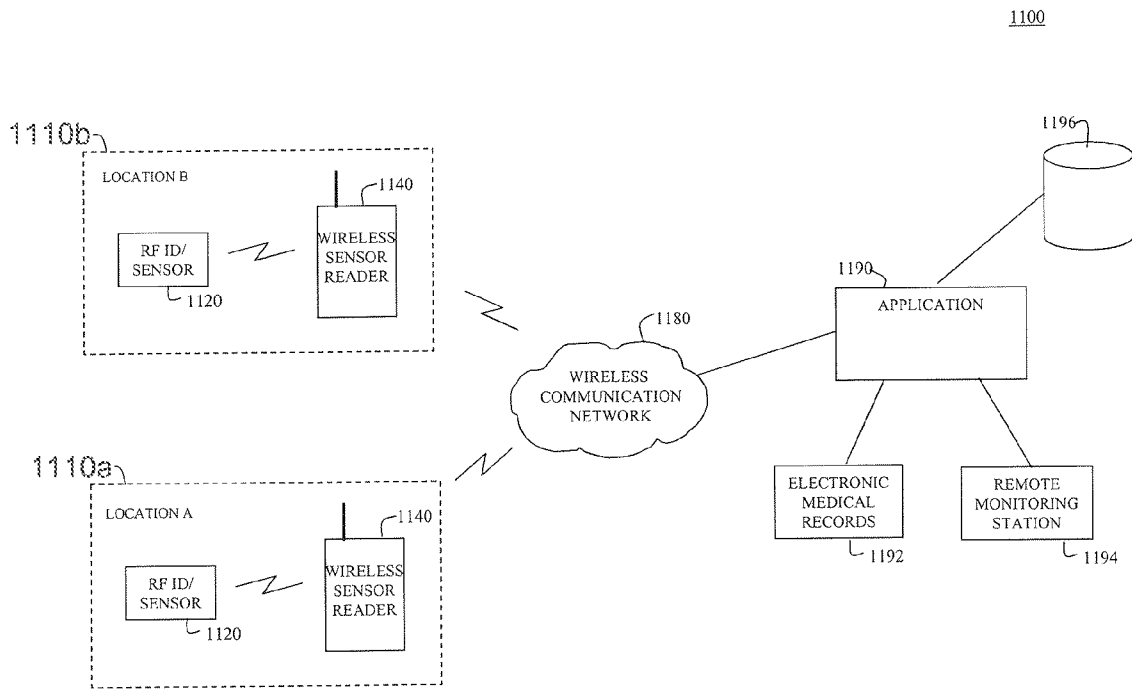 1100
1110b
LOCATION B
RF ID/
SENSOR
1120
1140
WIRELESS
SENSOR
READER
1196
1190
APPLICATION
1180
WIRELESS
COMMUNICATION
NETWORK
1110a
LOCATION A
RF ID/
SENSOR
1120
1140
WIRELESS
SENSOR
READER
ELECTRONIC
MEDICAL
RECORDS
1192
REMOTE
MONITORING
STATION
1194